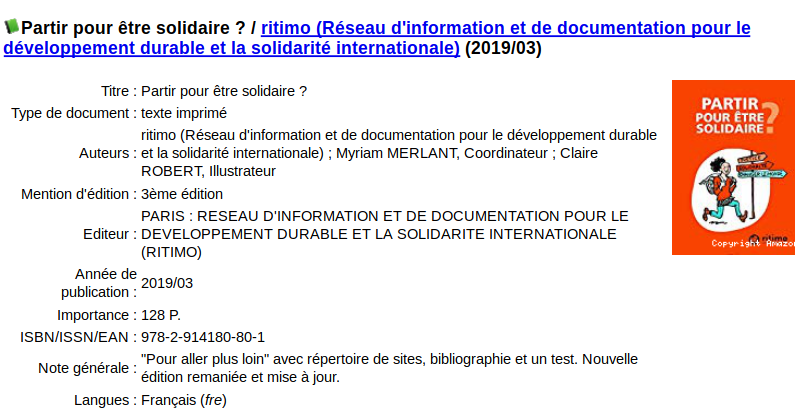 Partir pour être solidaire ? / ritimo (Réseau d'information et de documentation pour le
développement durable et la solidarité internationale) (2019/03)
Titre : Partir pour être solidaire ?
Type de document : texte imprimé
Auteurs : ritimo (Réseau d'information et de documentation pour le développement durable
et la solidarité internationale) ; Myriam MERLANT, Coordinateur ; Claire
ROBERT, Illustrateur
Mention d'édition : 3ème édition
Editeur : PARIS : RESEAU D'INFORMATION ET DE DOCUMENTATION POUR LE
DEVELOPPEMENT DURABLE ET LA SOLIDARITE INTERNATIONALE
(RITIMO)
Année de
publication : 2019/03
Importance : 128 P.
ISBN/ISSN/EAN : 978-2-914180-80-1
Note générale : "Pour aller plus loin" avec répertoire de sites, bibliographie et un test. Nouvelle
édition remaniée et mise à jour.
Langues : Français (fre)
PARTIR
POUR ÊTRE
SOLIDAIRE ?
ritimo
Copyright Amazon